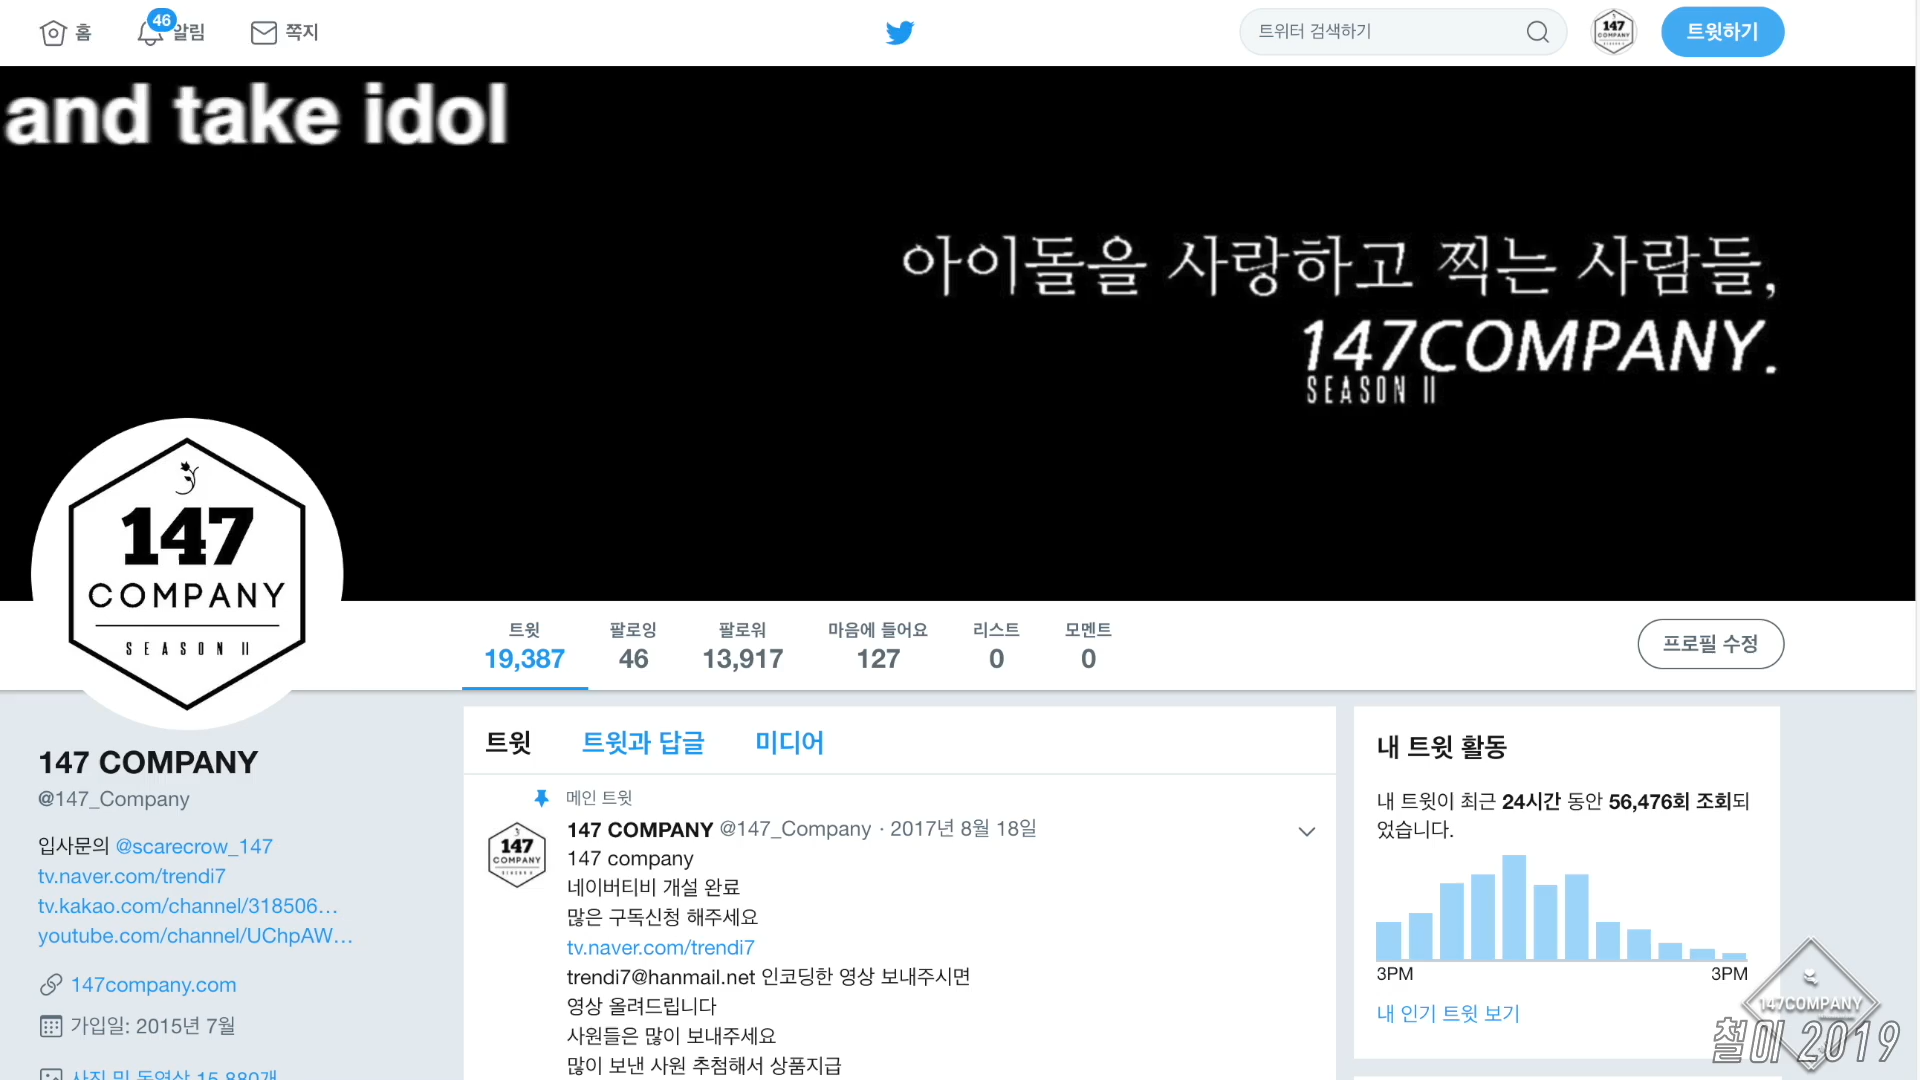 홈
46
알림
쪽지
트위터 검색하기
147
COMPANY
트윗하기
and take idol
아이돌을 사랑하고 찍는 사람들,
147COMPANY.
SEASON II
147
COMPANY
SEASON II
트윗 팔로잉 팔로워 마음에 들어요 리스트 모멘트
19,387 46 13,917 127 0 0
프로필 수정
147 COMPANY
@147_Company
입사문의 @scarecrow_147
tv.naver.com/trendi7
tv.kakao.com/channel/318506…
youtube.com/channel/UChpAW…
147company.com
가입일: 2015년 7월
사진 및 동영상 15,880개
트윗 트윗과 답글 미디어
메인 트윗
147
COMPANY
147 COMPANY @147_Company · 2017년 8월 18일
147 company
네이버티비 개설 완료
많은 구독신청 해주세요
tv.naver.com/trendi7
trendi7@hanmail.net 인코딩한 영상 보내주시면
영상 올려드립니다
사원들은 많이 보내주세요
많이 보낸 사원 추첨해서 상품지급
내 트윗 활동
내 트윗이 최근 24시간 동안 56,476회 조회되
었습니다.
3PM 3PM
내 인기 트윗 보기
147COMPANY
철이 2019